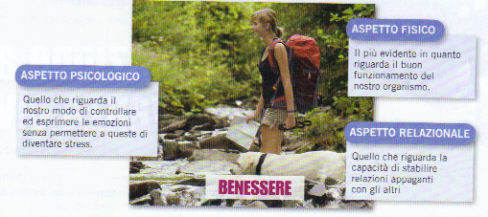 ASPETTO PSICOLOGICO
Quello che riguarda il
nostro modo di controllare
ed esprimere le emozioni
senza permettere a queste di
diventare stress.
ASPETTO FISICO
Il più evidente in quanto
riguarda il buon
funzionamento del
nostro organismo.
ASPETTO RELAZIONALE
Quello che riguarda la
capacità di stabilire
relazioni appaganti
con gli altri
BENESSERE